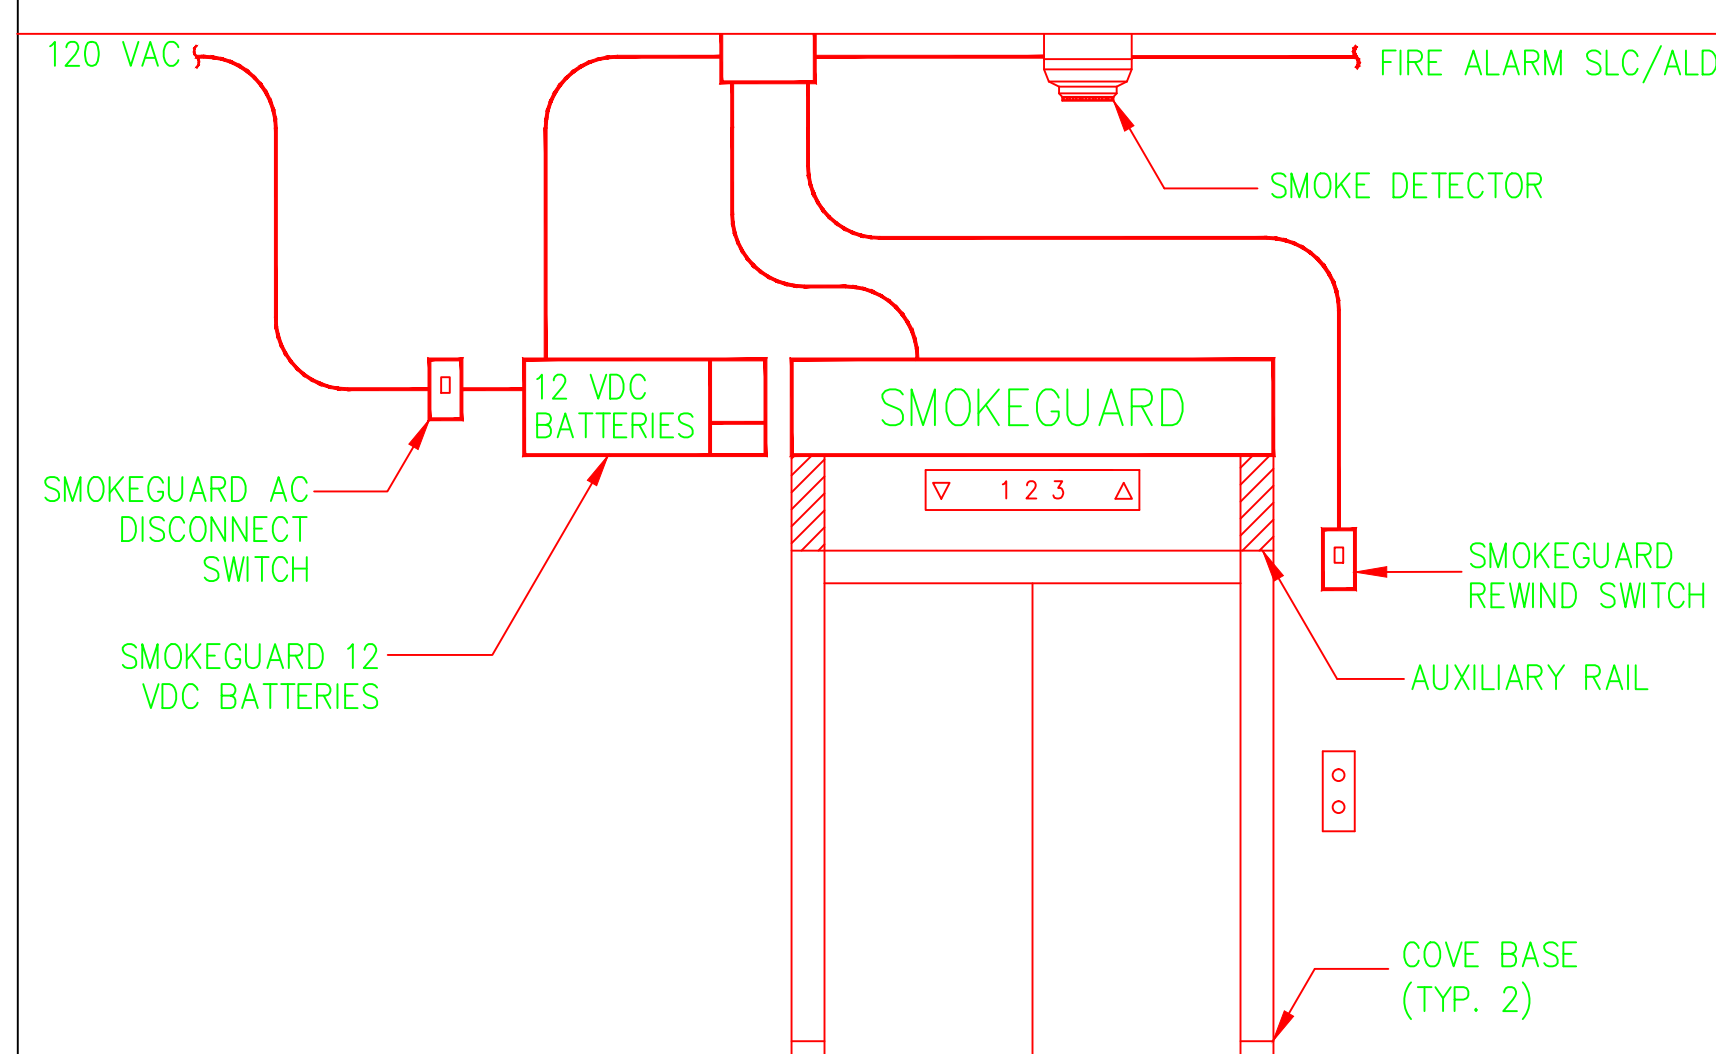 120 VAC
FIRE ALARM SLC/ALD
SMOKE DETECTOR
12 VDC
BATTERIES
SMOKEGUARD
SMOKEGUARD AC
DISCONNECT
SWITCH
1 2 3
SMOKEGUARD
REWIND SWITCH
SMOKEGUARD 12
VDC BATTERIES
AUXILIARY RAIL
COVE BASE
(TYP. 2)